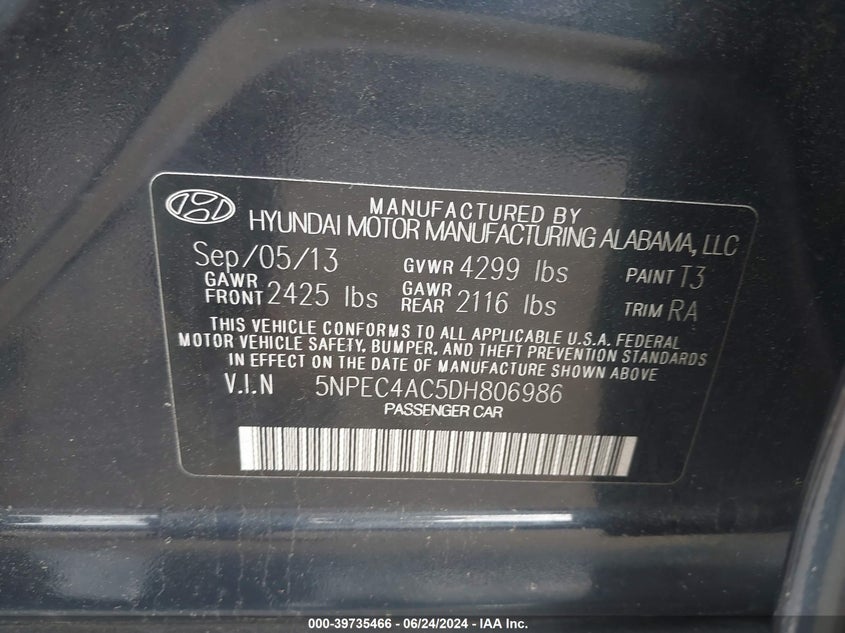 MANUFACTURED BY
HYUNDAI MOTOR MANUFACTURING ALABAMA, LLC
Sep/05/13 GVWR 4299 lbs PAINT T3
GAWR FRONT 2425 lbs GAWR REAR 2116 lbs TRIM RA
THIS VEHICLE CONFORMS TO ALL APPLICABLE U.S.A. FEDERAL
MOTOR VEHICLE SAFETY, BUMPER, AND THEFT PREVENTION STANDARDS
IN EFFECT ON THE DATE OF MANUFACTURE SHOWN ABOVE
V.I.N 5NPEC4AC5DH806986
PASSENGER CAR
000-39735466 - 06/24/2024 - IAA Inc.